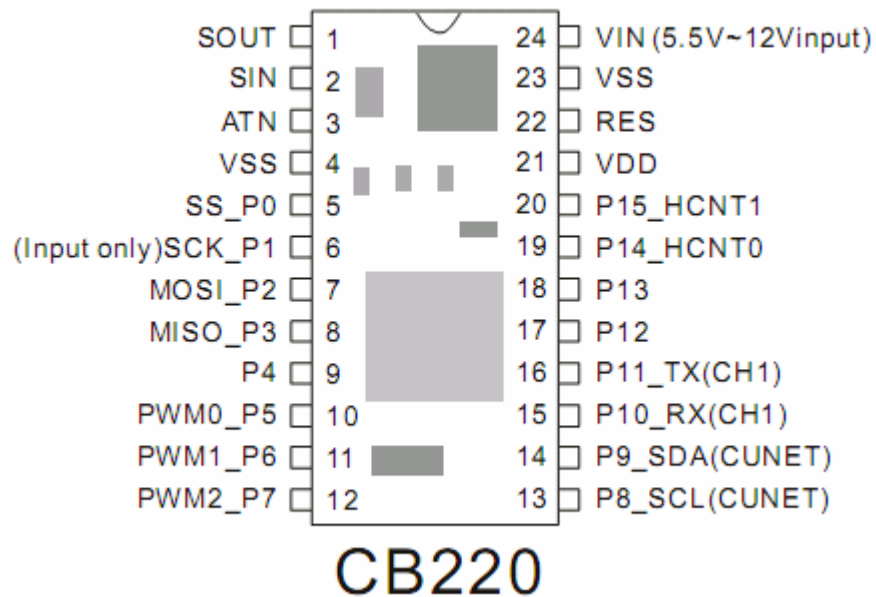 SOUT 1 24 VIN (5.5V~12Vinput)
SIN 2 23 VSS
ATN 3 22 RES
VSS 4 21 VDD
SS_P0 5 20 P15_HCNT1
(Input only)SCK_P1 6 19 P14_HCNT0
MOSI_P2 7 18 P13
MISO_P3 8 17 P12
P4 9 16 P11_TX(CH1)
PWM0_P5 10 15 P10_RX(CH1)
PWM1_P6 11 14 P9_SDA(CUNET)
PWM2_P7 12 13 P8_SCL(CUNET)
CB220